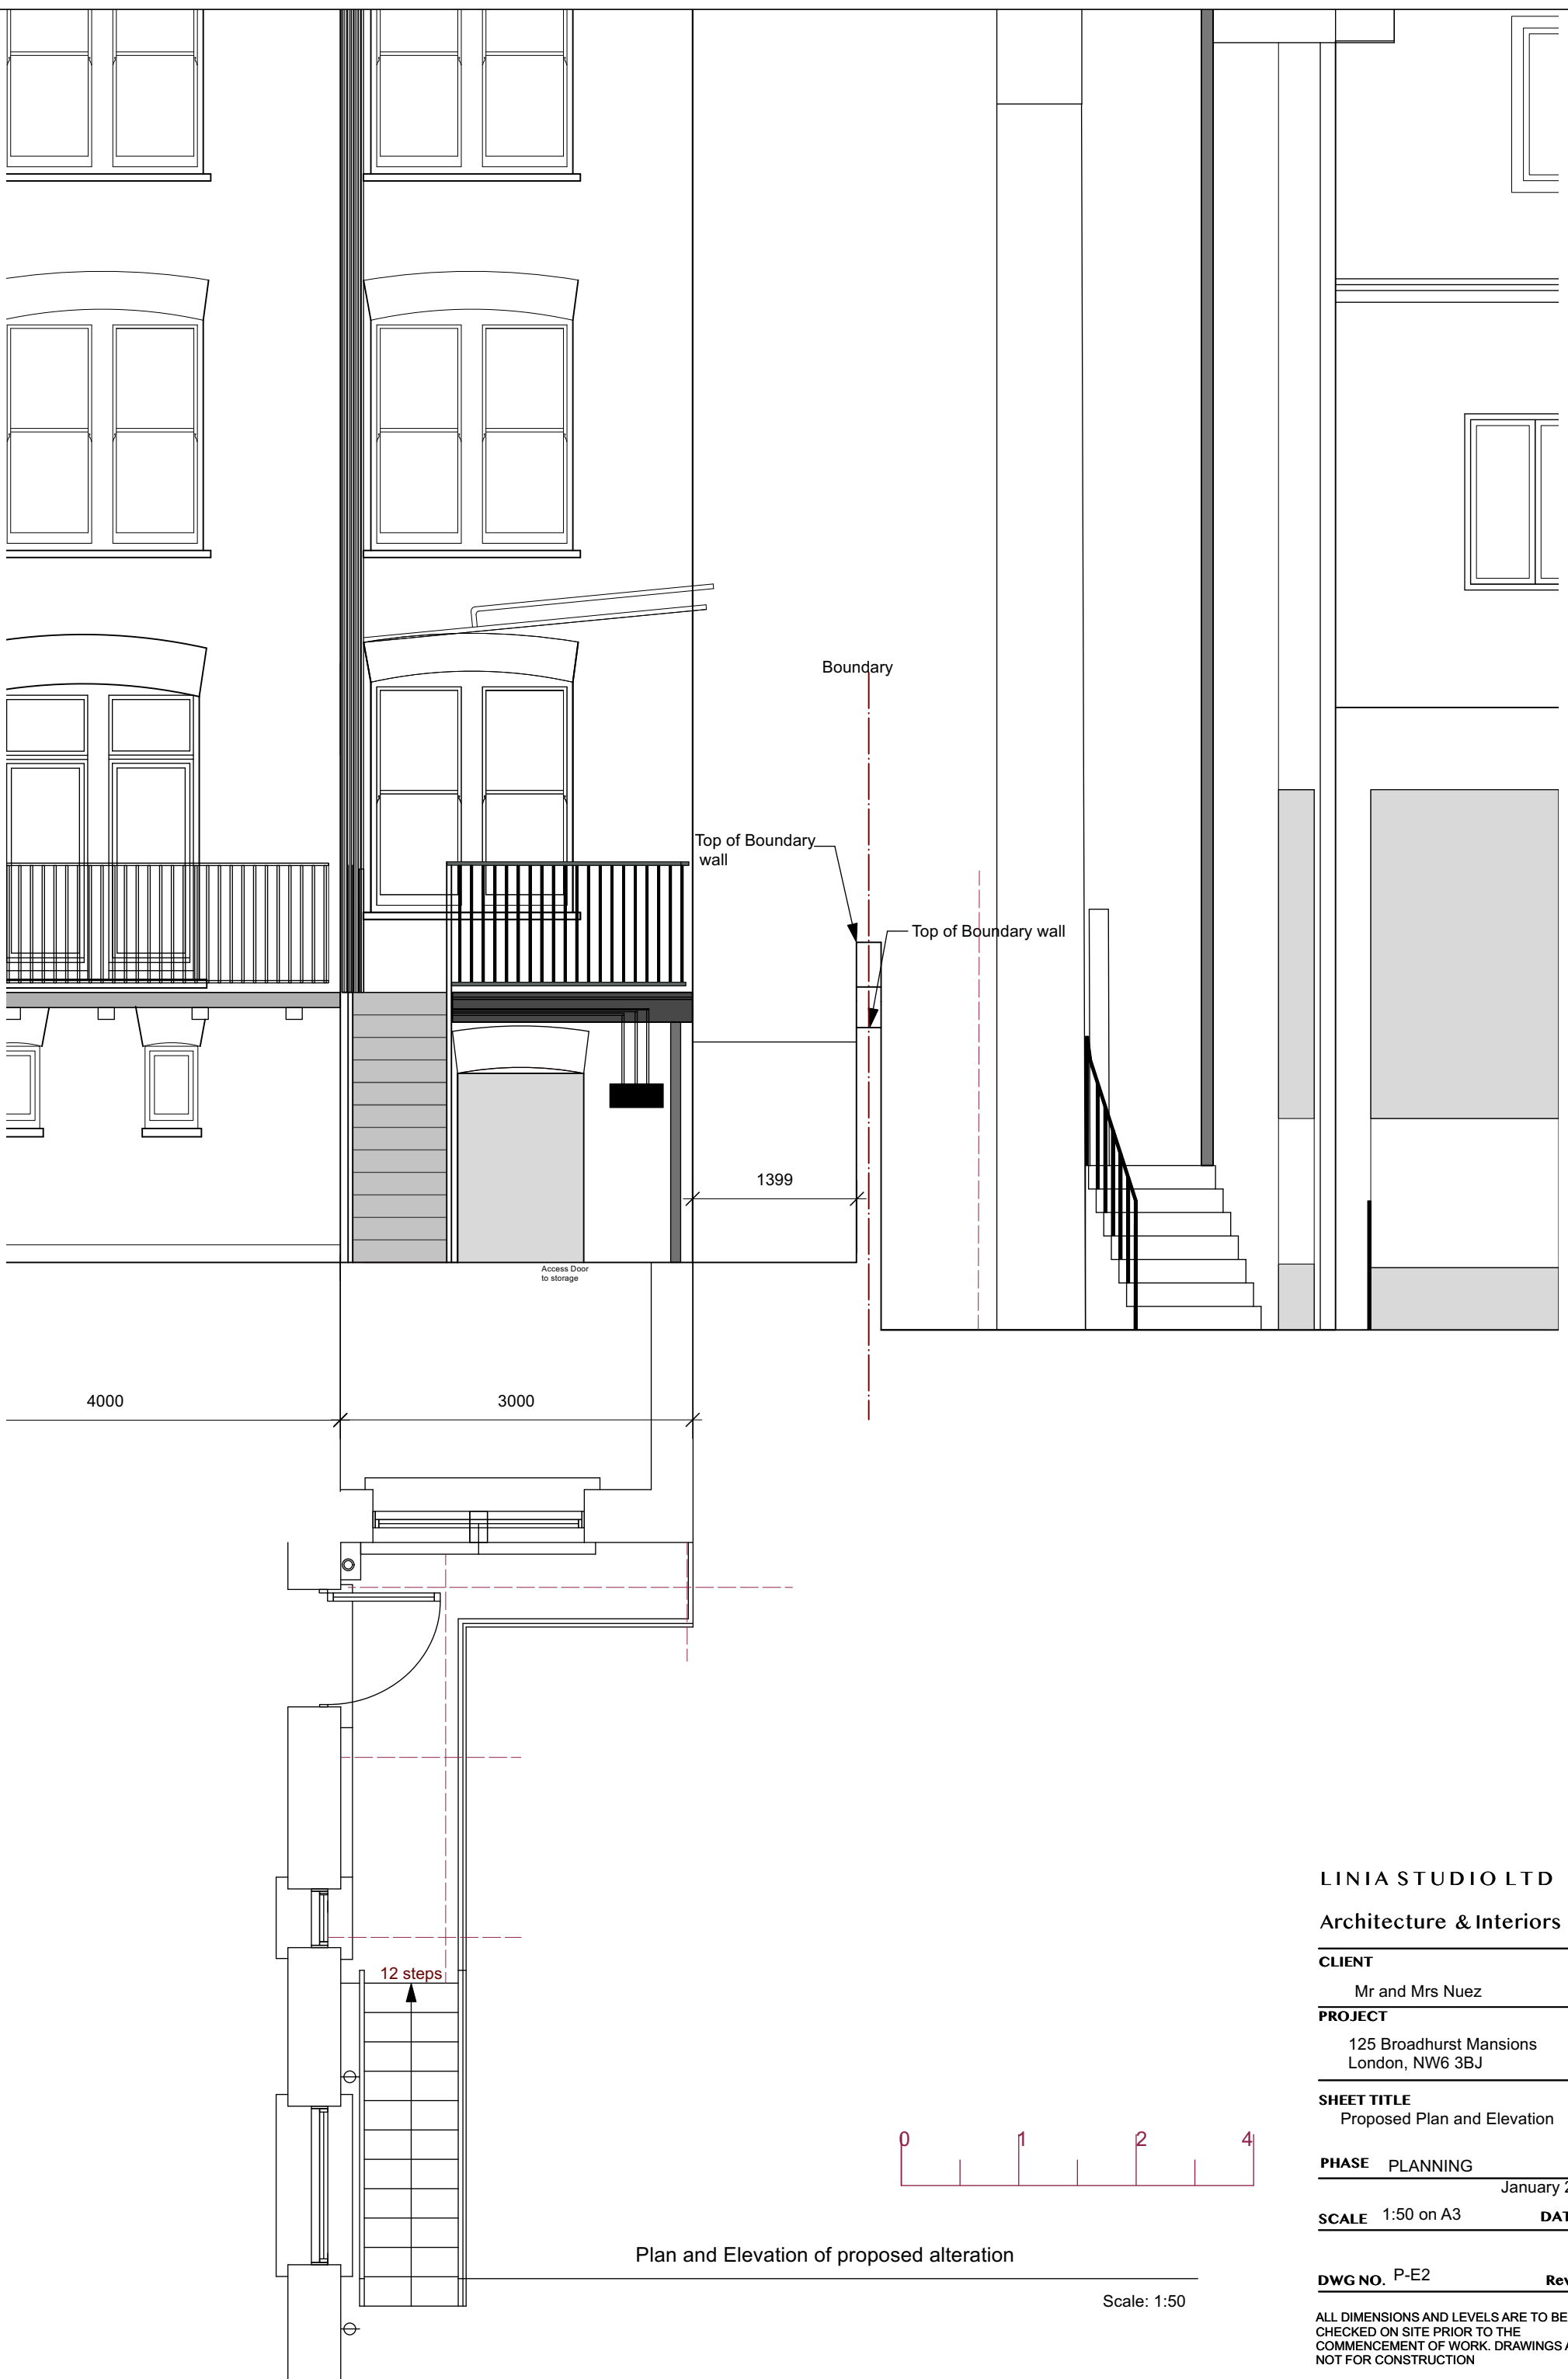 Boundary
Top of Boundary
wall
Top of Boundary wall
1399
Access Door
to storage
4000
3000
12 steps
0 1 2 4
Plan and Elevation of proposed alteration
Scale: 1:50
LINIA STUDIO LTD
Architecture & Interiors
CLIENT
Mr and Mrs Nuez
PROJECT
125 Broadhurst Mansions
London, NW6 3BJ
SHEET TITLE
Proposed Plan and Elevation
PHASE PLANNING
January
SCALE 1:50 on A3
DWG NO. P-E2
ALL DIMENSIONS AND LEVELS ARE TO BE
CHECKED ON SITE PRIOR TO THE
COMMENCEMENT OF WORK. DRAWINGS
NOT FOR CONSTRUCTION